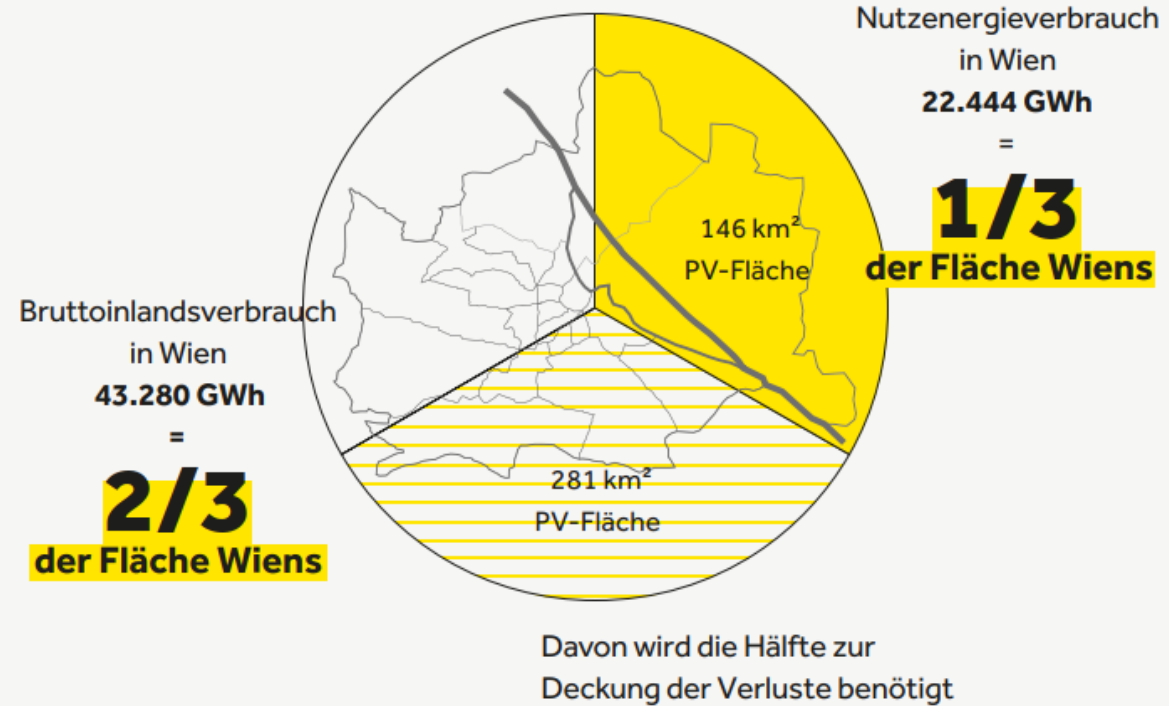 Nutzenergieverbrauch
in Wien
22.444 GWh
=
1/3
der Fläche Wiens
146 km²
PV-Fläche
Bruttoinlandsverbrauch
in Wien
43.280 GWh
=
2/3
der Fläche Wiens
281 km²
PV-Fläche
Davon wird die Hälfte zur
Deckung der Verluste benötigt